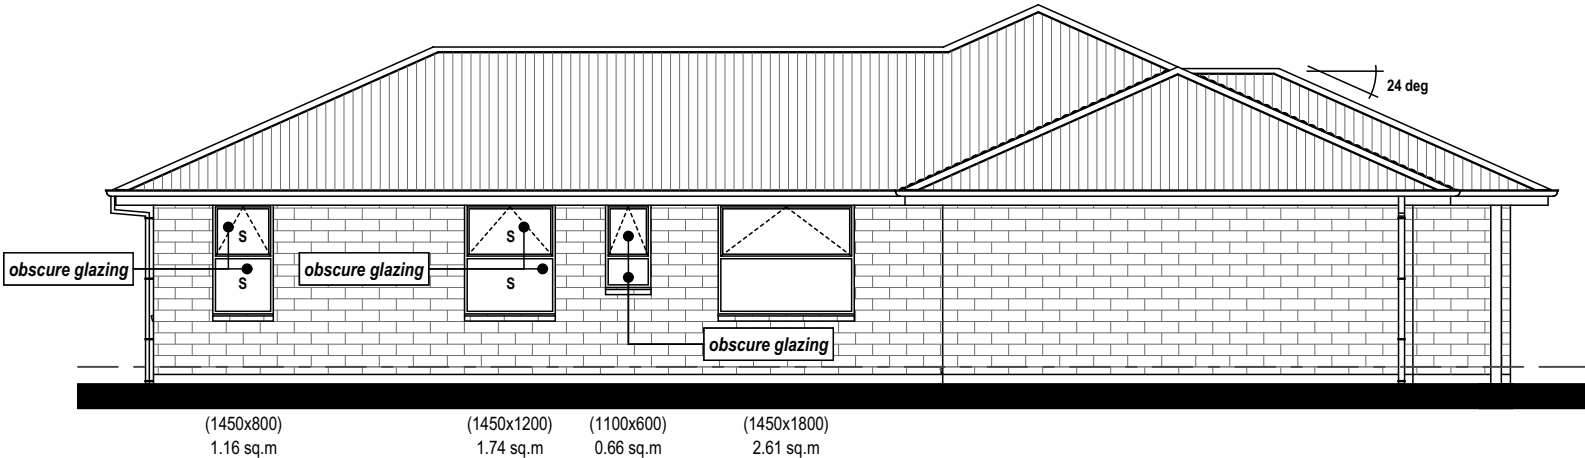 24 deg
S
S
obscure glazing
obscure glazing
S
S
obscure glazing
(1450x800)
1.16 sq.m
(1450x1200)
1.74 sq.m
(1100x600)
0.66 sq.m
(1450x1800)
2.61 sq.m